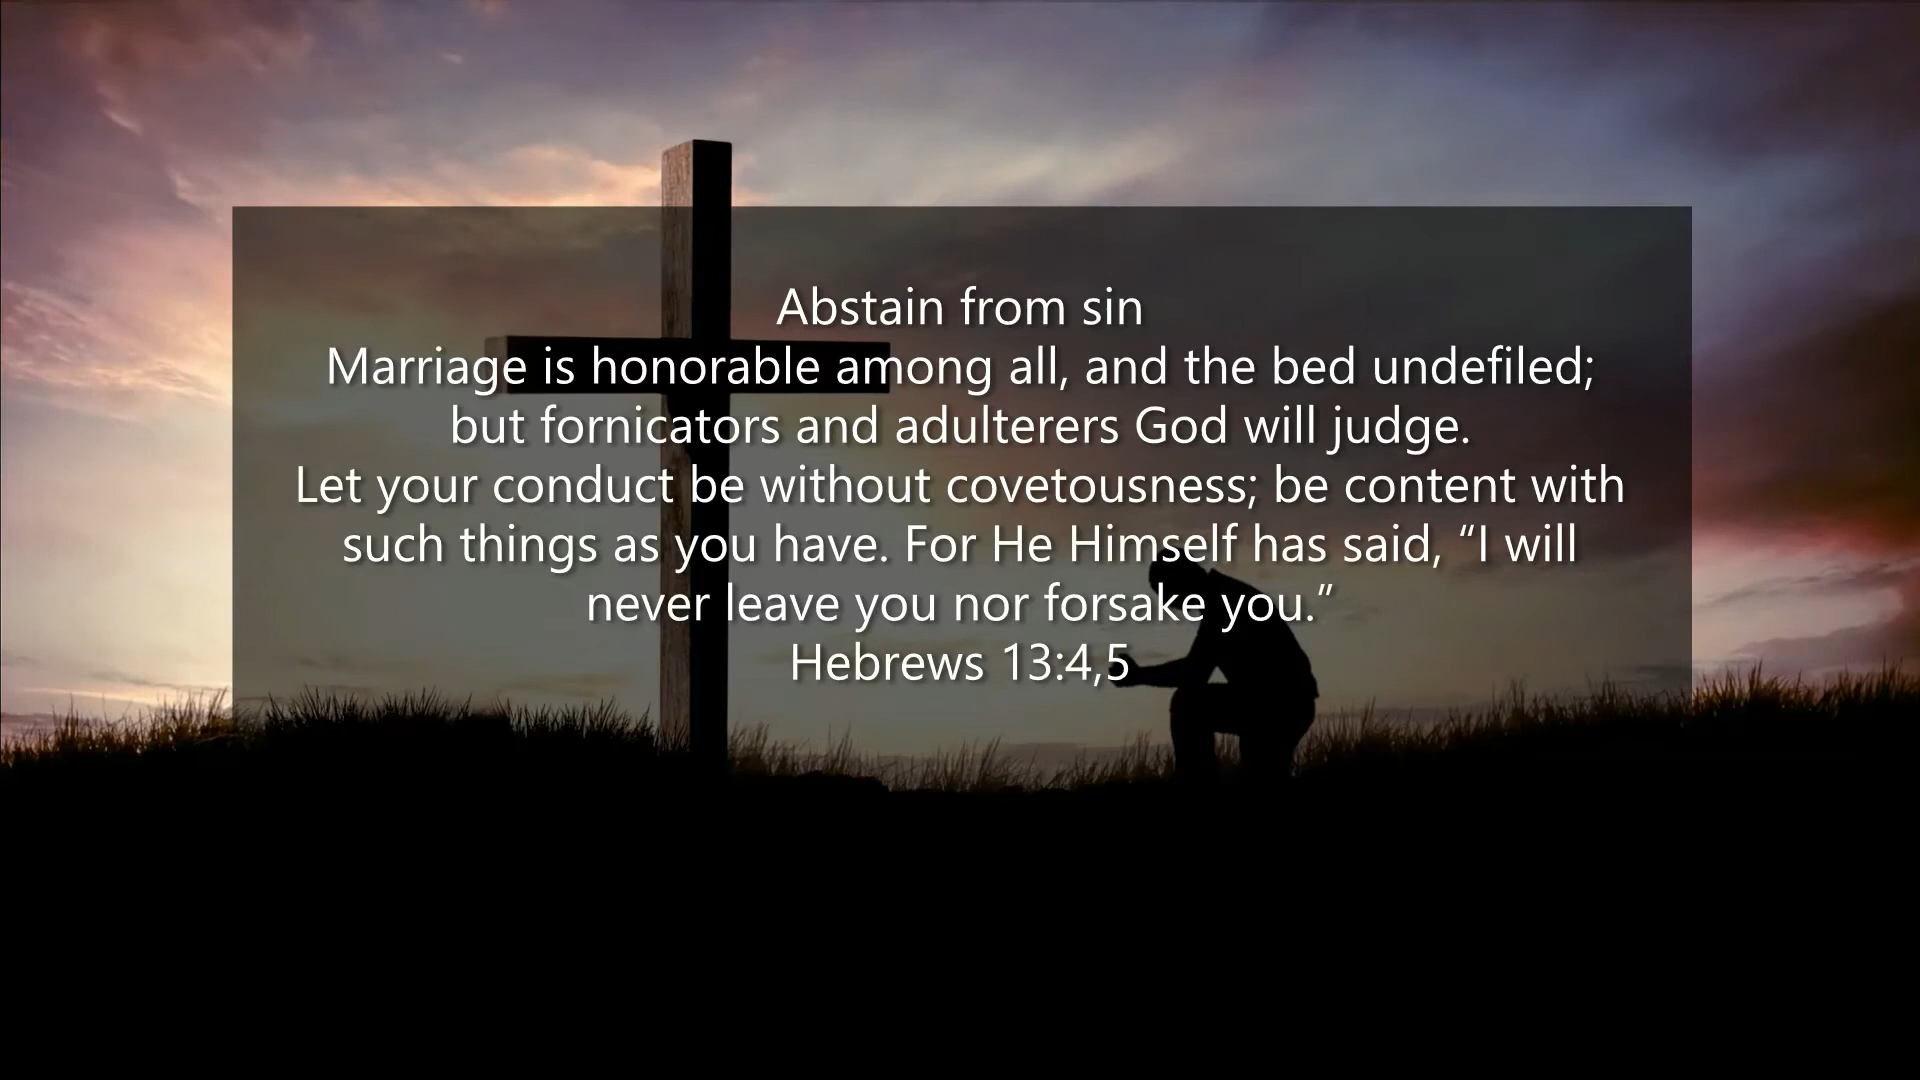 Abstain from sin
Marriage is honorable among all, and the bed undefiled;
but fornicators and adulterers God will judge.
Let your conduct be without covetousness; be content with
such things as you have. For He Himself has said, “I will
never leave you nor forsake you.”
Hebrews 13:4,5